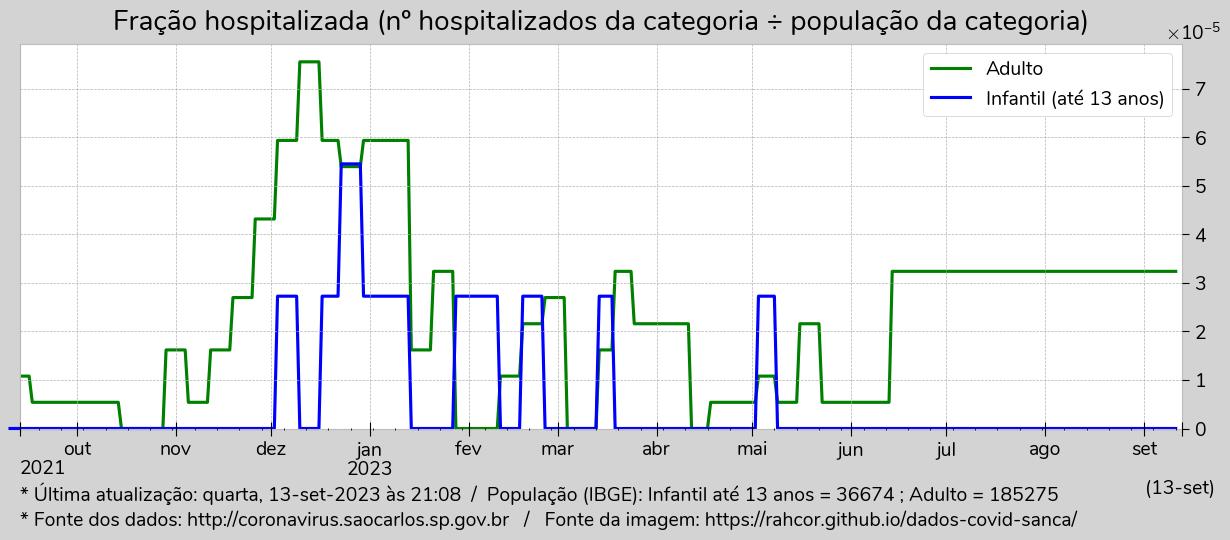 Fração hospitalizada (nº hospitalizados da categoria ÷ população da categoria)
×10⁻⁵
Adulto
Infantil (até 13 anos)
7
6
5
4
3
2
1
0
out nov dez jan fev mar abr mai jun jul ago set
2021 2023
(13-set)
* Última atualização: quarta, 13-set-2023 às 21:08 / População (IBGE): Infantil até 13 anos = 36674 ; Adulto = 185275
* Fonte dos dados: http://coronavirus.saocarlos.sp.gov.br / Fonte da imagem: https://rahcor.github.io/dados-covid-sanca/